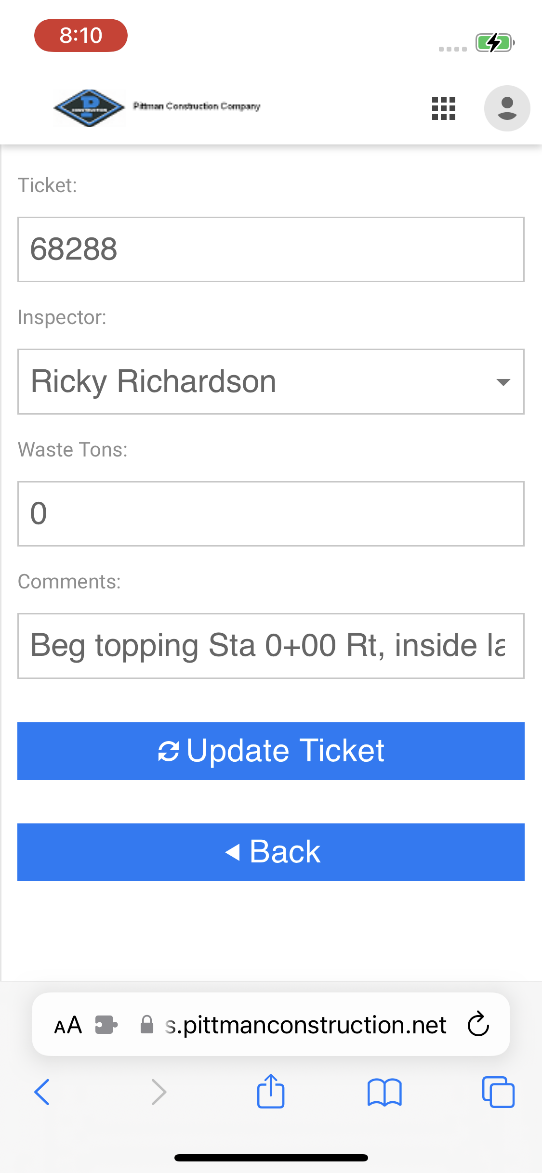 8:10
Pittman Construction Company
Ticket:
68288
Inspector:
Ricky Richardson
Waste Tons:
0
Comments:
Beg topping Sta 0+00 Rt, inside la
Update Ticket
Back
AA s.pittmanconstruction.net